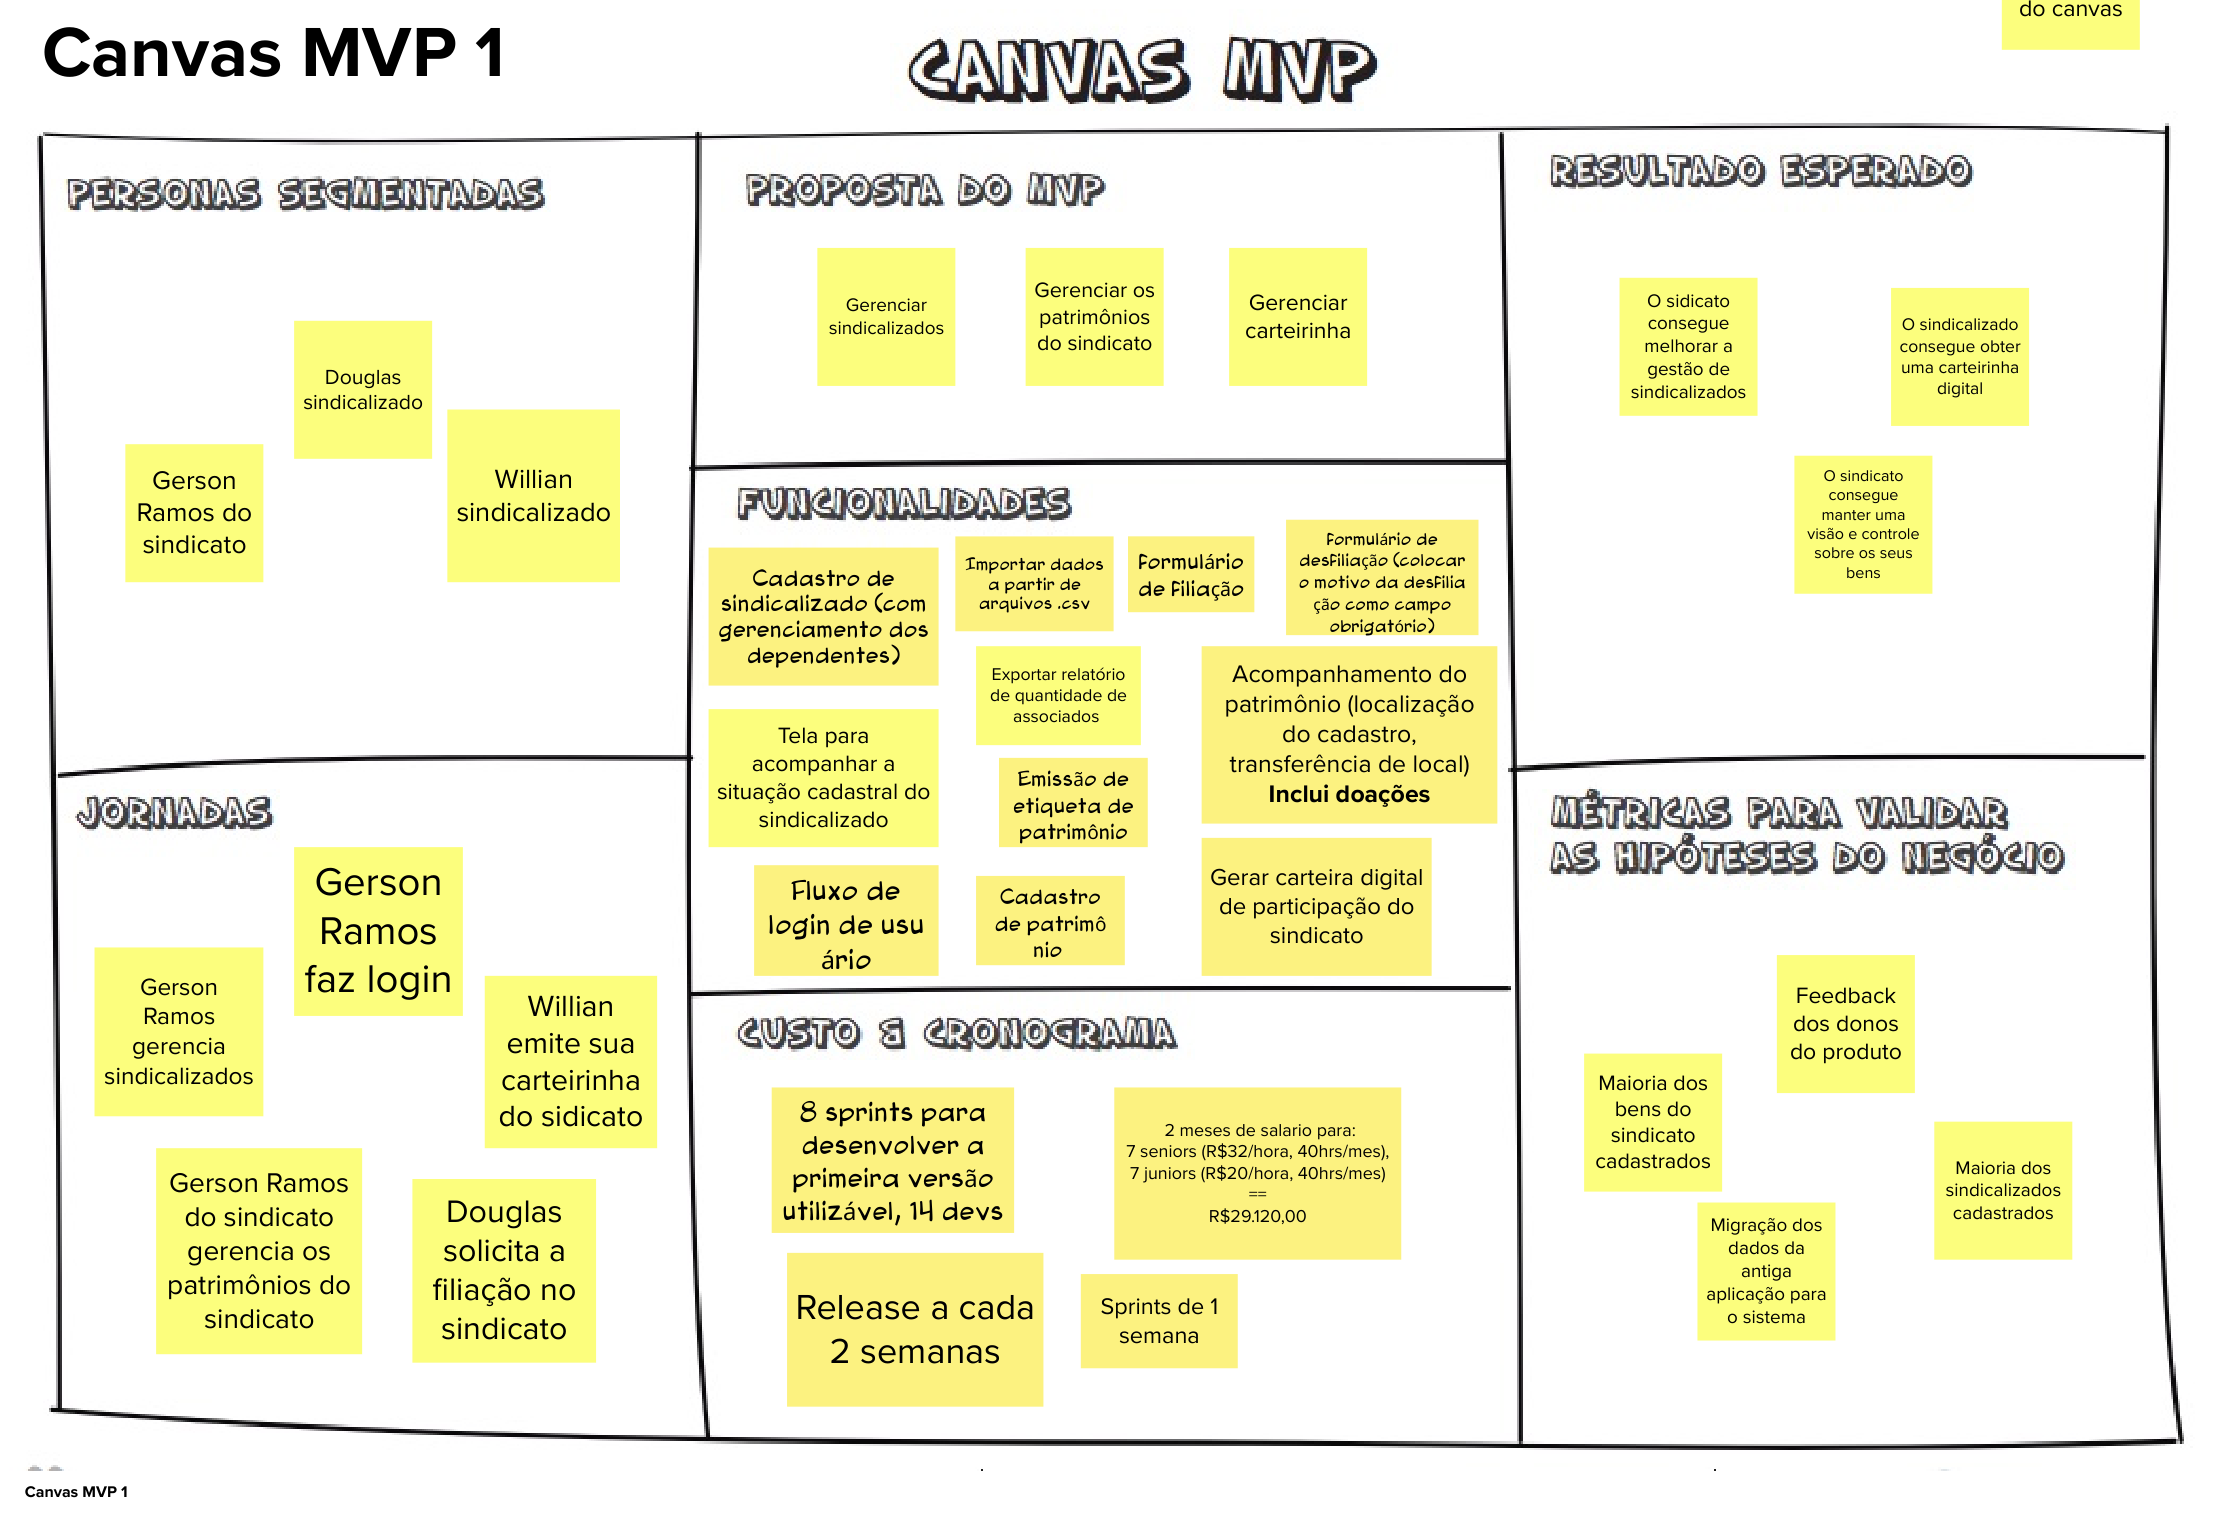 Canvas MVP 1
CANVAS MVP
do canvas
PERSONAS SEGMENTADAS
Douglas
sindicalizado
Gerson
Ramos do
sindicato
Willian
sindicalizado
PROPOSTA DO MVP
Gerenciar
sindicalizados
Gerenciar os
patrimônios
do sindicato
Gerenciar
carteirinha
RESULTADO ESPERADO
O sidicato
consegue
melhorar a
gestão de
sindicalizados
O sindicalizado
consegue obter
uma carteirinha
digital
O sindicato
consegue
manter uma
visão e controle
sobre os seus
bens
FUNCIONALIDADES
Cadastro de
sindicalizado (com
gerenciamento dos
dependentes)
Importar dados
a partir de
arquivos .csv
Formulário
de Filiação
Formulário de
desfiliação (colocar
o motivo da desfilia
ção como campo
obrigatório)
Exportar relatório
de quantidade de
associados
Acompanhamento do
patrimônio (localização
do cadastro,
transferência de local)
Inclui doações
Tela para
acompanhar a
situação cadastral do
sindicalizado
Emissão de
etiqueta de
patrimônio
Fluxo de
login de usu
ário
Cadastro
de patrimô
nio
Gerar carteira digital
de participação do
sindicato
JORNADAS
Gerson
Ramos
faz login
Gerson
Ramos
gerencia
sindicalizados
Willian
emite sua
carteirinha
do sidicato
Gerson Ramos
do sindicato
gerencia os
patrimônios do
sindicato
Douglas
solicita a
filiação no
sindicato
CUSTO & CRONOGRAMA
8 sprints para
desenvolver a
primeira versão
utilizável, 14 devs
2 meses de salario para:
7 seniors (R$32/hora, 40hrs/mes),
7 juniors (R$20/hora, 40hrs/mes)
==
R$29.120,00
Release a cada
2 semanas
Sprints de 1
semana
MÉTRICAS PARA VALIDAR
AS HIPÓTESES DO NEGÓCIO
Feedback
dos donos
do produto
Maioria dos
bens do
sindicato
cadastrados
Maioria dos
sindicalizados
cadastrados
Migração dos
dados da
antiga
aplicação para
o sistema
Canvas MVP 1